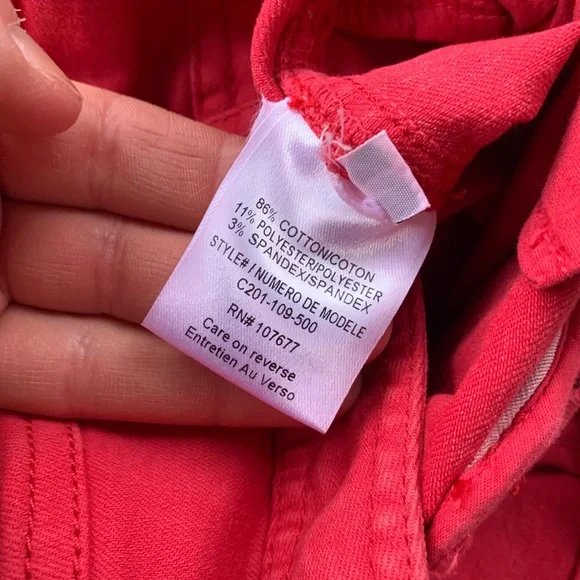 86% COTTON/COTON
11% POLYESTER/POLYESTER
3% SPANDEX/SPANDEX
STYLE# / NUMERO DE MODELE
C201-109-500
RN# 107677
Care on reverse
Entretien Au Verso